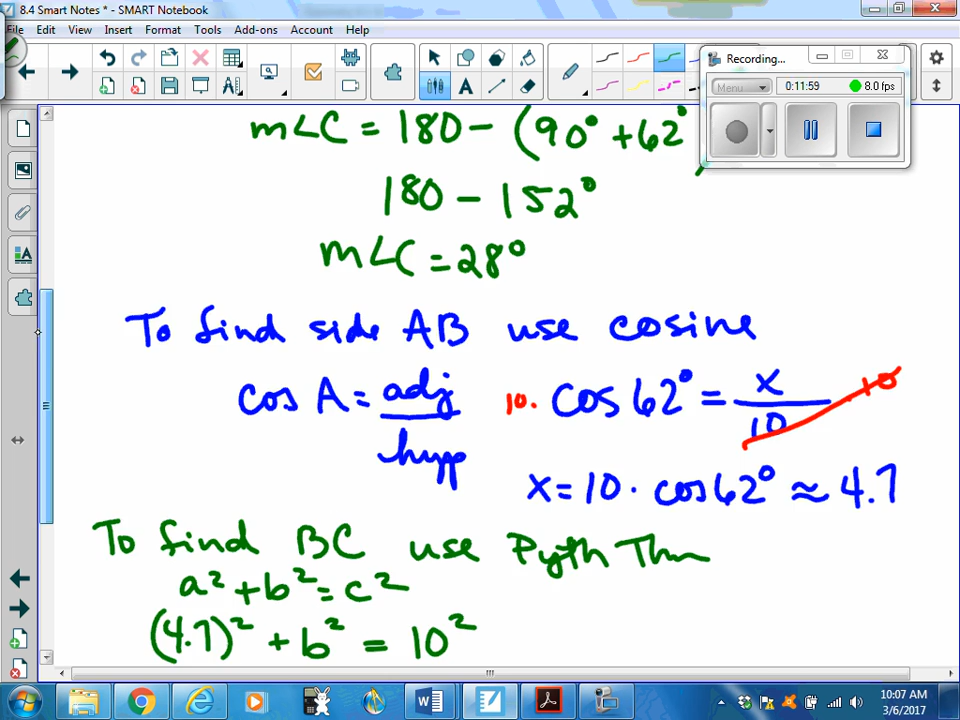 8.4 Smart Notes * - SMART Notebook
File Edit View Insert Format Tools Add-ons Account Help
Recording...
Menu 0:11:59 8.0 fps
m∠C = 180 - (90° + 62°
180 - 152°
m∠C = 28°
To find side AB use cosine
cos A = adj/hyp 10. cos 62° = x/10 · 10
x = 10 · cos 62° ≈ 4.7
To find BC use Pyth Thm
a² + b² = c²
(4.7)² + b² = 10²
10:07 AM
3/6/2017